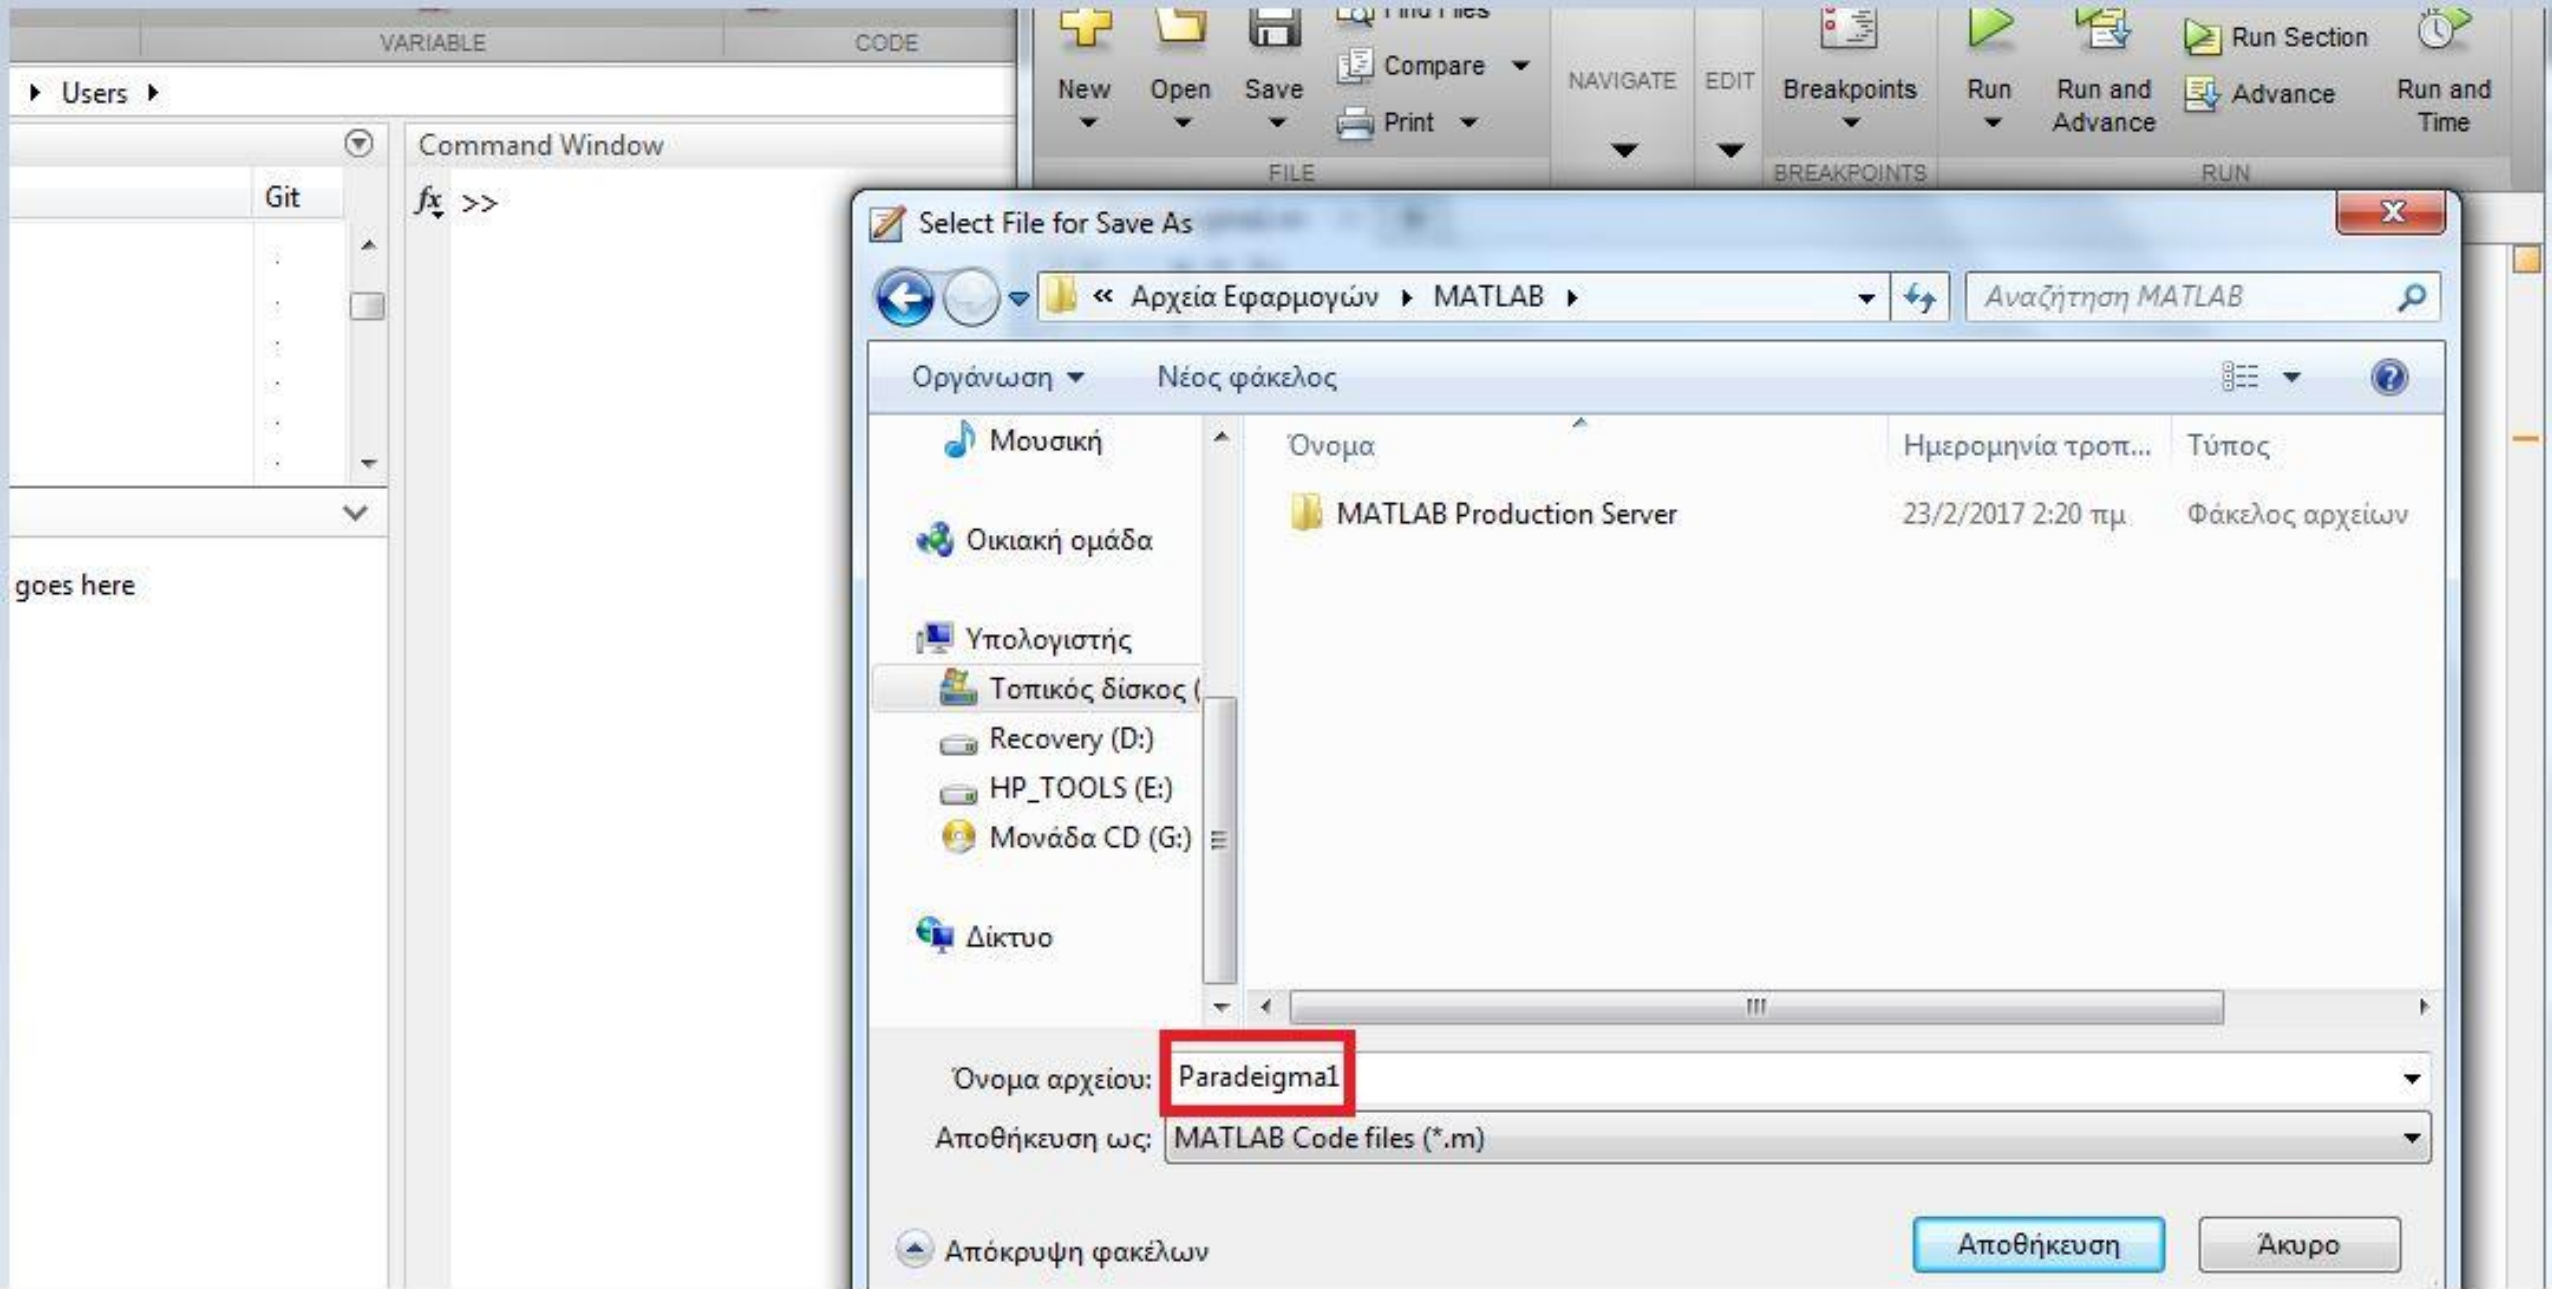 VARIABLE
CODE
Find Files
Compare
New
Open
Save
Print
NAVIGATE
EDIT
Breakpoints
Run
Run and
Advance
Run Section
Advance
Run and
Time
FILE
BREAKPOINTS
RUN
Users
Command Window
Git
fx >>
goes here
Select File for Save As
« Αρχεία Εφαρμογών MATLAB
Αναζήτηση MATLAB
Οργάνωση
Νέος φάκελος
Μουσική
Οικιακή ομάδα
Υπολογιστής
Τοπικός δίσκος (
Recovery (D:)
HP_TOOLS (E:)
Μονάδα CD (G:)
Δίκτυο
Όνομα Ημερομηνία τροπ... Τύπος
MATLAB Production Server 23/2/2017 2:20 πμ Φάκελος αρχείων
Όνομα αρχείου: Paradeigma1
Αποθήκευση ως: MATLAB Code files (*.m)
Απόκρυψη φακέλων
Αποθήκευση
Άκυρο